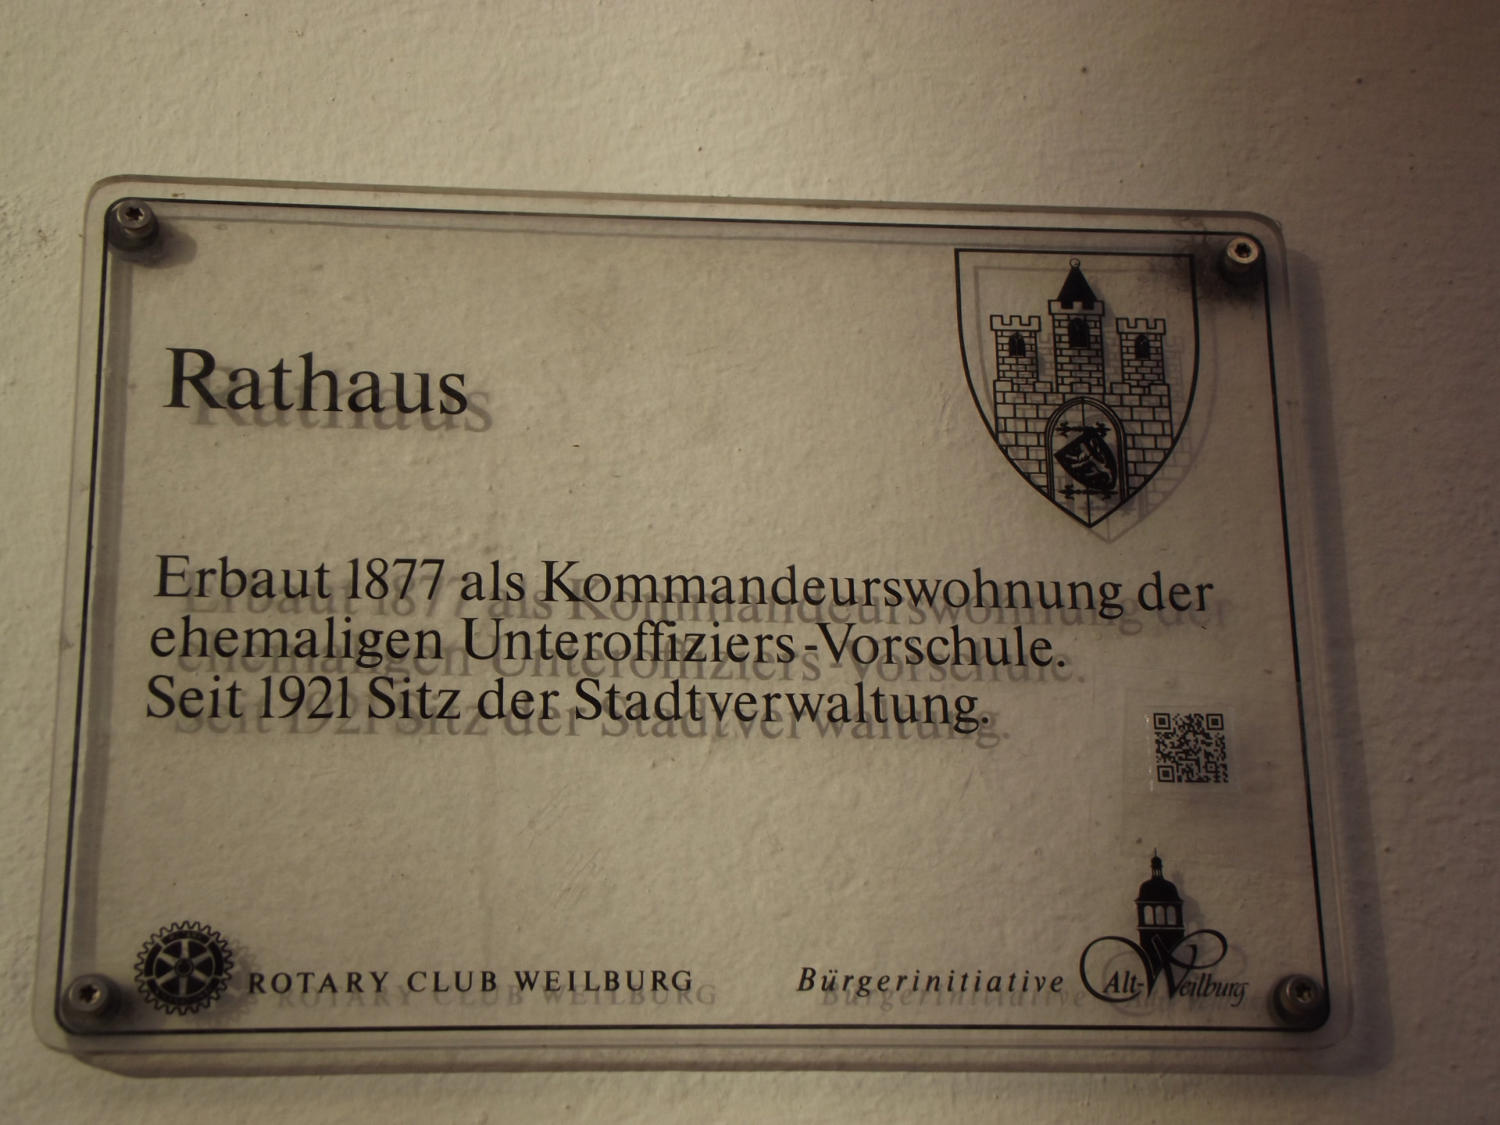 Rathaus
Erbaut 1877 als Kommandeurswohnung der
ehemaligen Unteroffiziers-Vorschule.
Seit 1921 Sitz der Stadtverwaltung.
ROTARY CLUB WEILBURG
Bürgerinitiative Alt-Weilburg